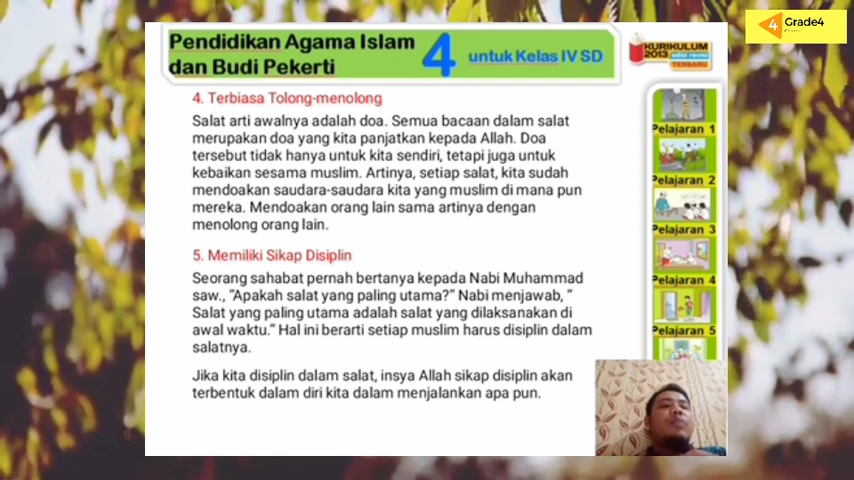 Pendidikan Agama Islam
dan Budi Pekerti
4
untuk Kelas IV SD
KURIKULUM
2013
TERBARU
4
Grade4
4. Terbiasa Tolong-menolong
Salat arti awalnya adalah doa. Semua bacaan dalam salat
merupakan doa yang kita panjatkan kepada Allah. Doa
tersebut tidak hanya untuk kita sendiri, tetapi juga untuk
kebaikan sesama muslim. Artinya, setiap salat, kita sudah
mendoakan saudara-saudara kita yang muslim di mana pun
mereka. Mendoakan orang lain sama artinya dengan
menolong orang lain.
5. Memiliki Sikap Disiplin
Seorang sahabat pernah bertanya kepada Nabi Muhammad
saw., "Apakah salat yang paling utama?" Nabi menjawab, "
Salat yang paling utama adalah salat yang dilaksanakan di
awal waktu." Hal ini berarti setiap muslim harus disiplin dalam
salatnya.
Jika kita disiplin dalam salat, insya Allah sikap disiplin akan
terbentuk dalam diri kita dalam menjalankan apa pun.
Pelajaran 1
Pelajaran 2
Pelajaran 3
Pelajaran 4
Pelajaran 5